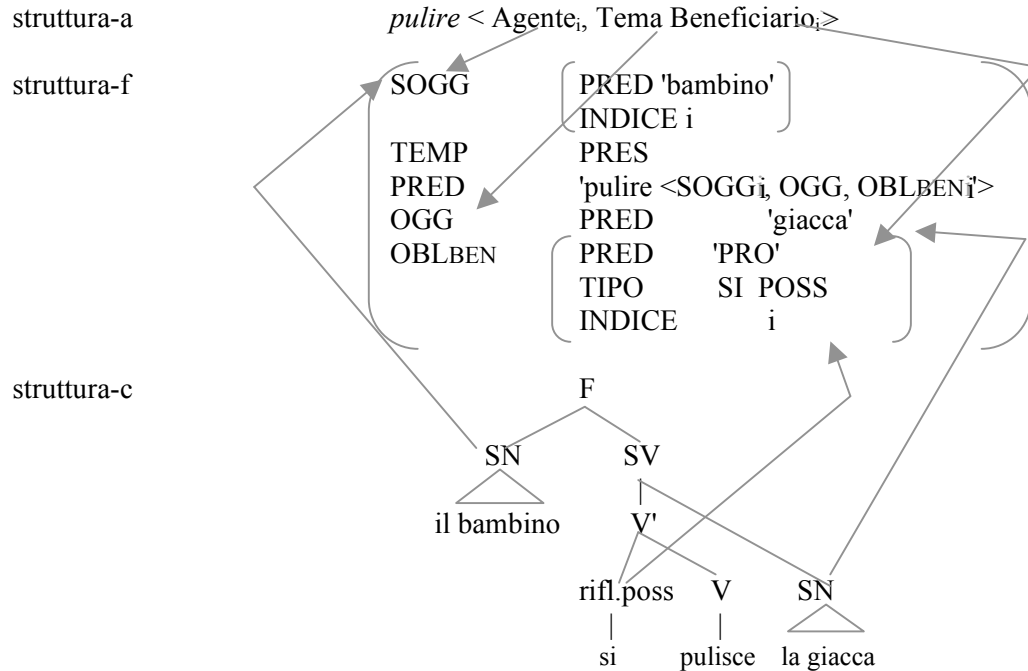 struttura-a pulire < Agenteᵢ, Tema Beneficiarioᵢ>
struttura-f SOGG PRED 'bambino'
INDICE i
TEMP PRES
PRED 'pulire <SOGGi, OGG, OBLBENi'>
OGG PRED 'giacca'
OBLBEN PRED 'PRO'
TIPO SI POSS
INDICE i
struttura-c F
SN SV
il bambino V'
rifl.poss V SN
si pulisce la giacca